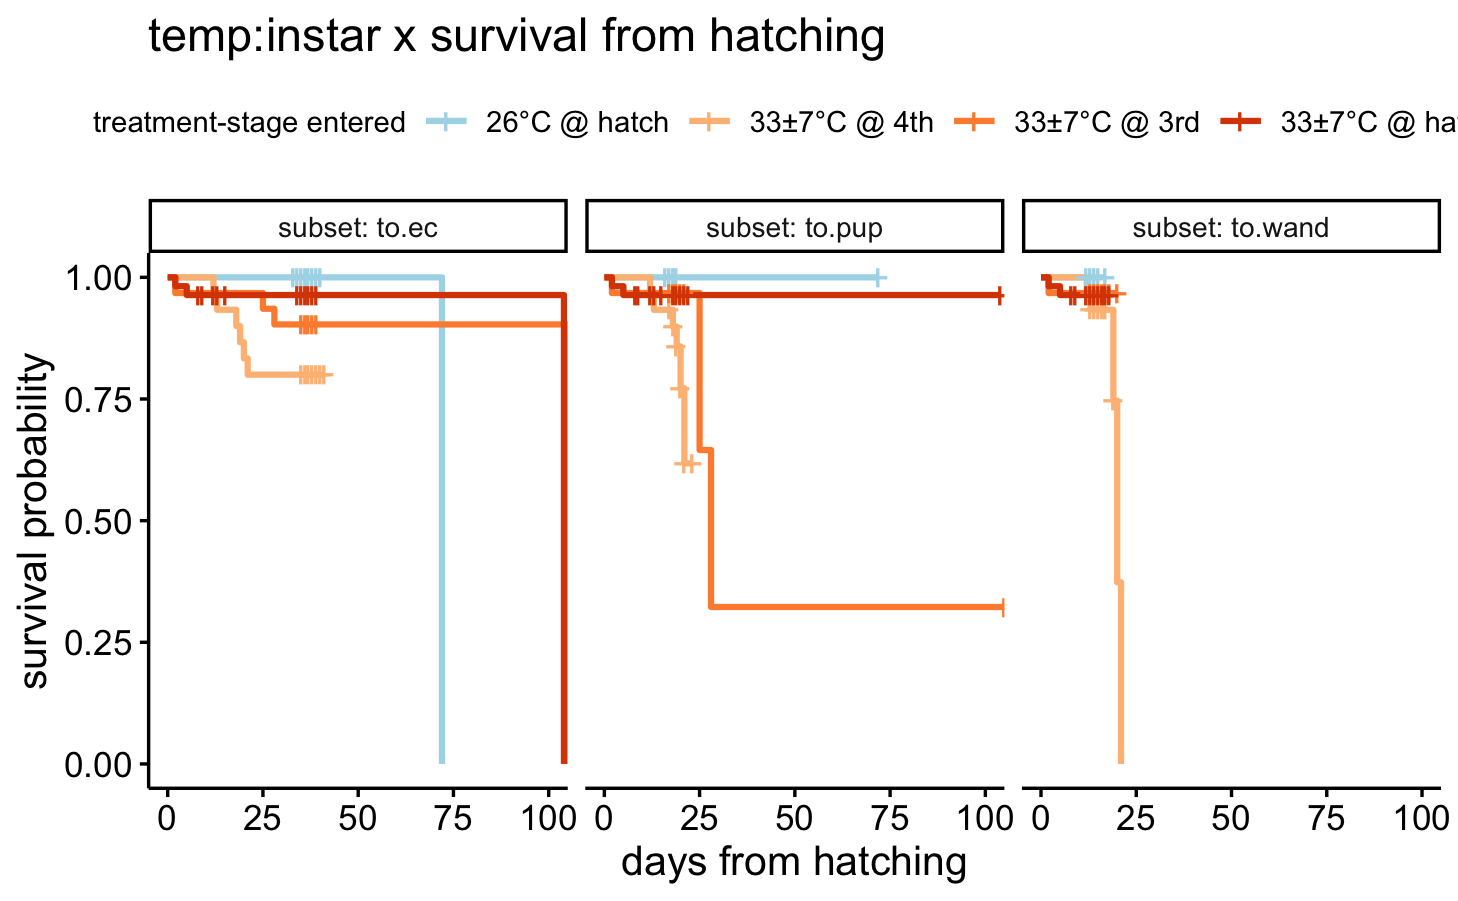 temp:instar x survival from hatching
treatment-stage entered 26°C @ hatch 33±7°C @ 4th 33±7°C @ 3rd 33±7°C @ ha
subset: to.ec subset: to.pup subset: to.wand
1.00
0.75
0.50
0.25
0.00
survival probability
0 25 50 75 100 0 25 50 75 100 0 25 50 75 100
days from hatching